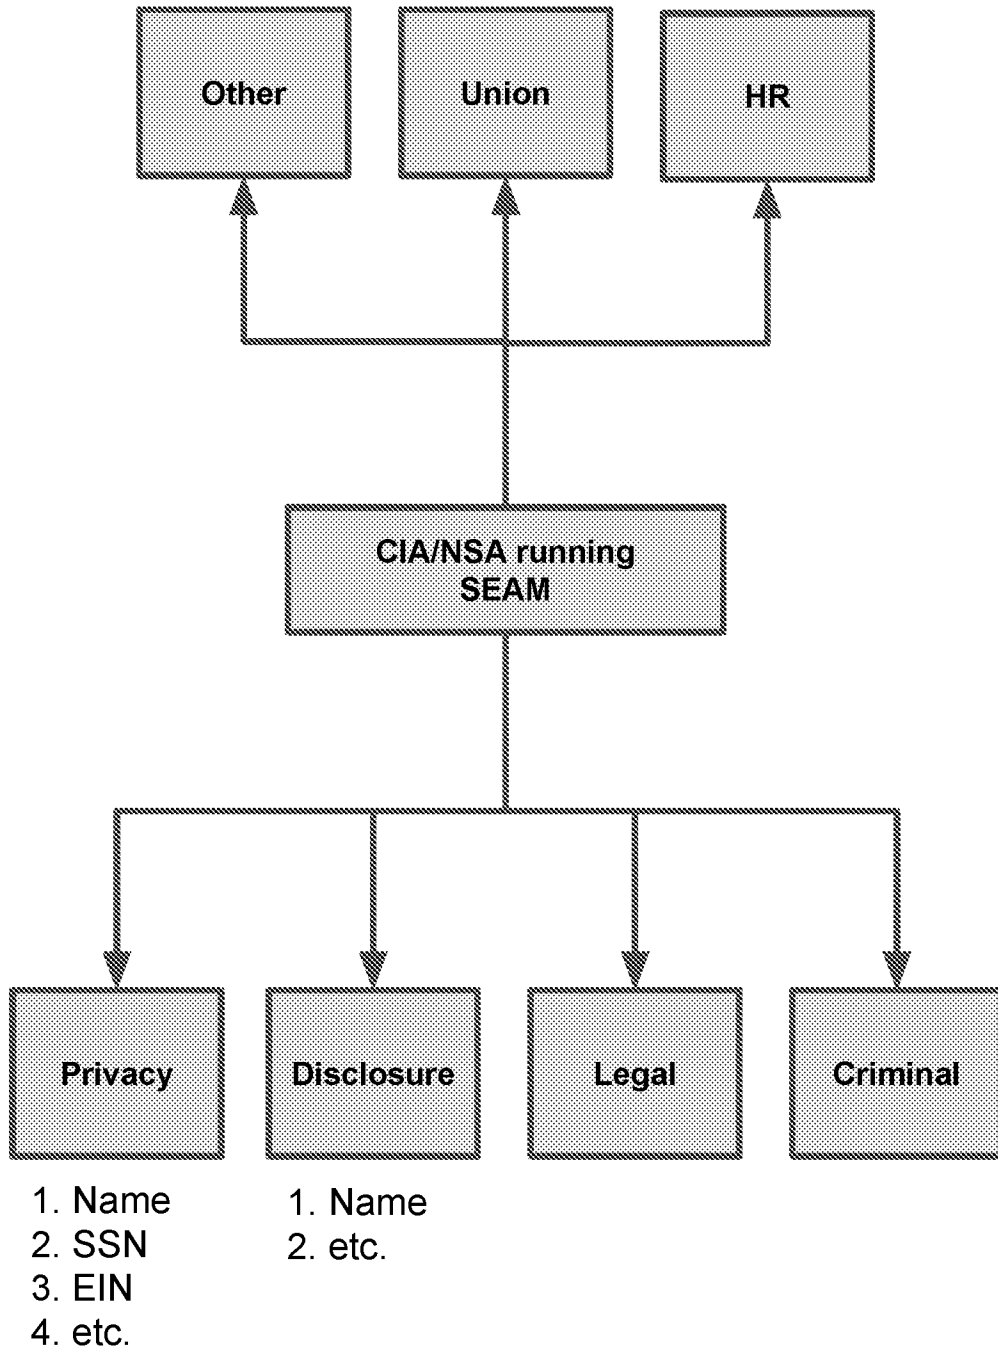 Other
Union
HR
CIA/NSA running
SEAM
Privacy
Disclosure
Legal
Criminal
1. Name
2. SSN
3. EIN
4. etc.
1. Name
2. etc.